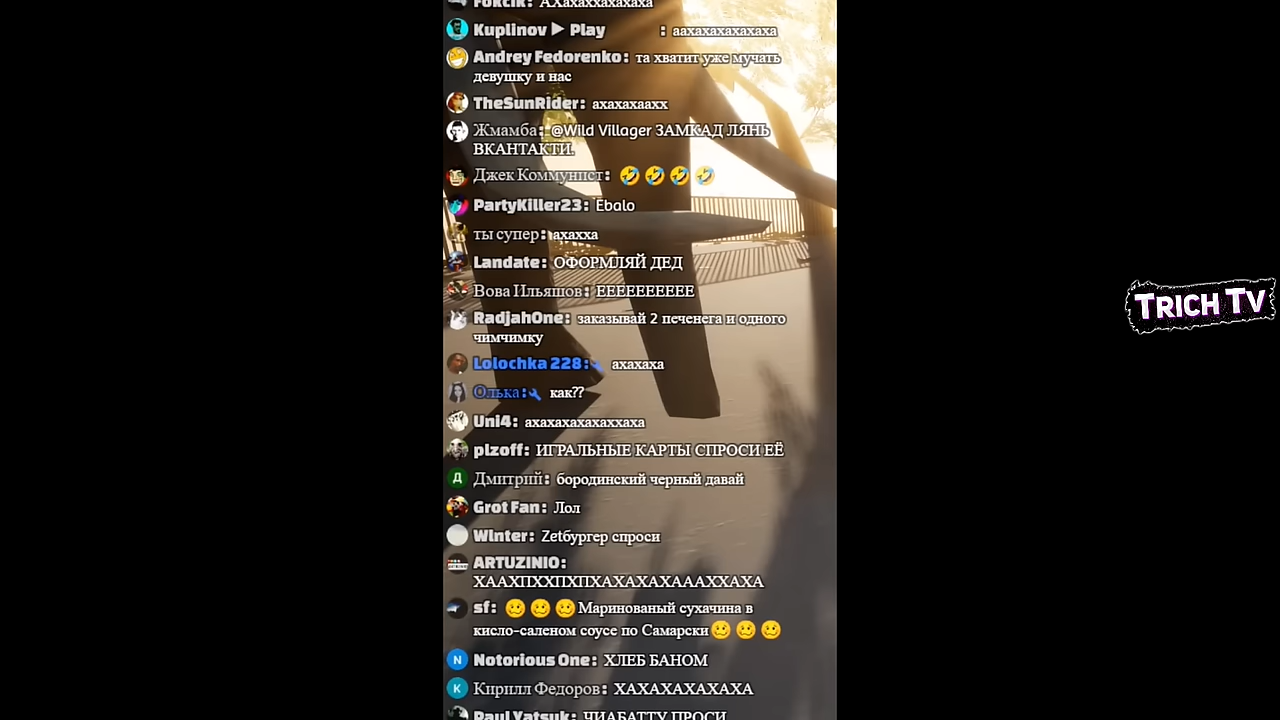 Fokcik: АХахахахахахаха
Kuplinov ▶ Play : аахахахахахаха
Andrey Fedorenko: та хватит уже мучать
девушку и нас
TheSunRider: ахахахаахх
Жмамба: @Wild Villager ЗАМКАД ЛЯНЬ
ВКАНТАКТИ.
Джек Коммунист: 🤣 🤣 🤣 🤣
PartyKiller23: Ebalo
ты супер: ахахха
Landate: ОФОРМЛЯЙ ДЕД
Вова Ильяшов: ЕЕЕЕЕЕЕЕЕЕ
RadjahOne: заказывай 2 печенега и одного
чимчимку
Lolochka 228: ахахаха
Олька: как??
Uni4: ахахахахахаххаха
plzoff: ИГРАЛЬНЫЕ КАРТЫ СПРОСИ ЕЁ
Д Дмитрий: бородинский черный давай
Grot Fan: Лол
Winter: Zetбургер спроси
ARTUZINIO:
ХААХПХХПХПХАХАХАХАААХХАХА
sf: 🥴 🥴 🥴 Маринованый сухачина в
кисло-саленом соусе по Самарски 🥴 🥴 🥴
N Notorious One: ХЛЕБ БАНОМ
К Кирилл Федоров: ХАХАХАХАХАХА
Paul Yatsuk: ЧИАБАТТУ ПРОСИ
TRICH TV